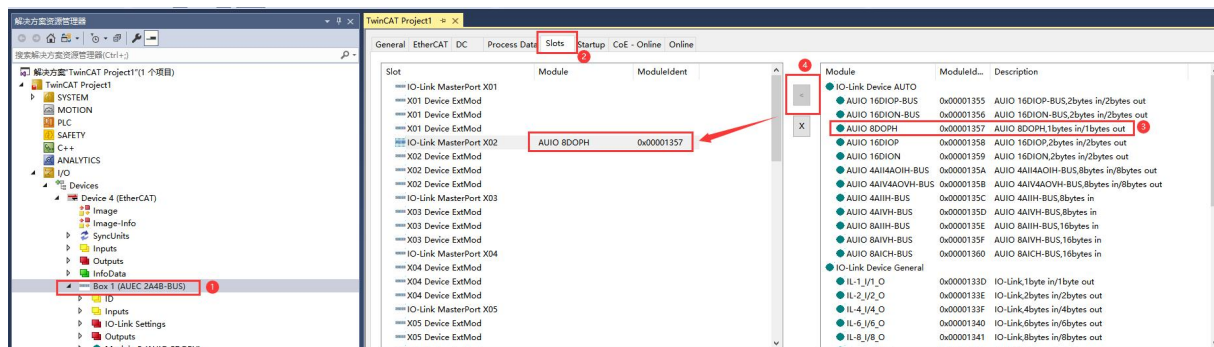 解决方案资源管理器
搜索解决方案资源管理器(Ctrl+;)
解决方案"TwinCAT Project1"(1 个项目)
TwinCAT Project1
SYSTEM
MOTION
PLC
SAFETY
C++
ANALYTICS
I/O
Devices
Device 4 (EtherCAT)
Image
Image-Info
SyncUnits
Inputs
Outputs
InfoData
Box 1 (AUEC 2A4B-BUS) 1
ID
Inputs
IO-Link Settings
Outputs
TwinCAT Project1
General EtherCAT DC Process Data Slots Startup CoE - Online Online
2
Slot Module ModuleIdent
IO-Link MasterPort X01
X01 Device ExtMod
X01 Device ExtMod
X01 Device ExtMod
IO-Link MasterPort X02 AUIO 8DOPH 0x00001357
X02 Device ExtMod
X02 Device ExtMod
X02 Device ExtMod
IO-Link MasterPort X03
X03 Device ExtMod
X03 Device ExtMod
X03 Device ExtMod
IO-Link MasterPort X04
X04 Device ExtMod
X04 Device ExtMod
X04 Device ExtMod
IO-Link MasterPort X05
X05 Device ExtMod
X05 Device ExtMod
4
<
X
Module ModuleId... Description
IO-Link Device AUTO
AUIO 16DIOP-BUS 0x00001355 AUIO 16DIOP-BUS,2bytes in/2bytes out
AUIO 16DION-BUS 0x00001356 AUIO 16DION-BUS,2bytes in/2bytes out
AUIO 8DOPH 0x00001357 AUIO 8DOPH,1bytes in/1bytes out 3
AUIO 16DIOP 0x00001358 AUIO 16DIOP,2bytes in/2bytes out
AUIO 16DION 0x00001359 AUIO 16DION,2bytes in/2bytes out
AUIO 4AII4AOIH-BUS 0x0000135A AUIO 4AII4AOIH-BUS,8bytes in/8bytes out
AUIO 4AIV4AOVH-BUS 0x0000135B AUIO 4AIV4AOVH-BUS,8bytes in/8bytes out
AUIO 4AIIH-BUS 0x0000135C AUIO 4AIIH-BUS,8bytes in
AUIO 4AIVH-BUS 0x0000135D AUIO 4AIVH-BUS,8bytes in
AUIO 8AIIH-BUS 0x0000135E AUIO 8AIIH-BUS,16bytes in
AUIO 8AIVH-BUS 0x0000135F AUIO 8AIVH-BUS,16bytes in
AUIO 8AICH-BUS 0x00001360 AUIO 8AICH-BUS,16bytes in
IO-Link Device General
IL-1_I/1_O 0x0000133D IO-Link,1byte in/1byte out
IL-2_I/2_O 0x0000133E IO-Link,2bytes in/2bytes out
IL-4_I/4_O 0x0000133F IO-Link,4bytes in/4bytes out
IL-6_I/6_O 0x00001340 IO-Link,6bytes in/6bytes out
IL-8_I/8_O 0x00001341 IO-Link,8bytes in/8bytes out